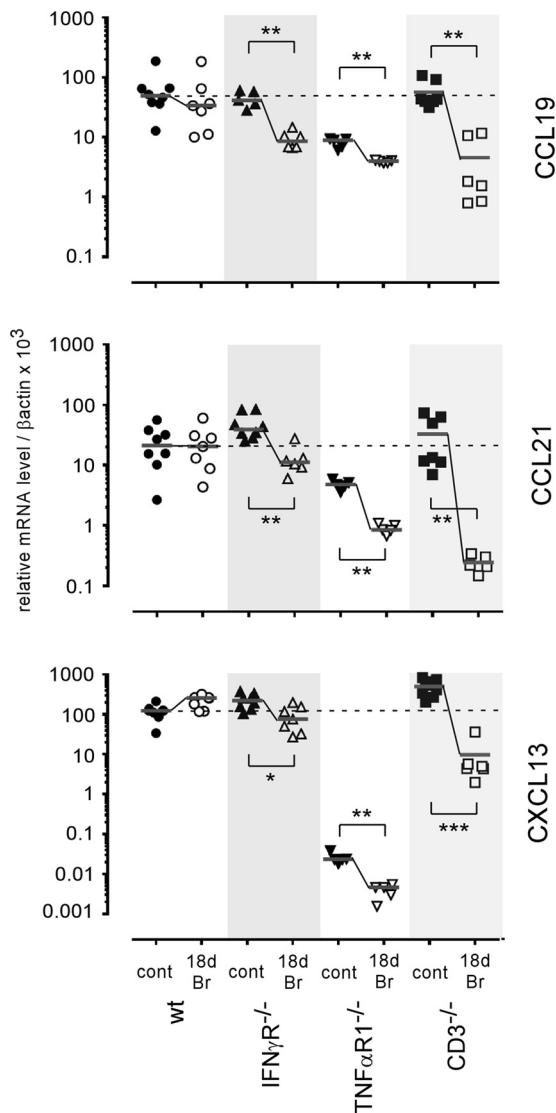 1000
100
10
1
0.1
**
**
**
CCL19
1000
100
10
1
0.1
**
**
**
CCL21
relative mRNA level / βactin x 10³
1000
100
10
1
0.1
0.01
0.001
*
**
***
CXCL13
cont
18d
Br
cont
18d
Br
cont
18d
Br
cont
18d
Br
wt
IFNγR-/-
TNFαR1-/-
CD3-/-